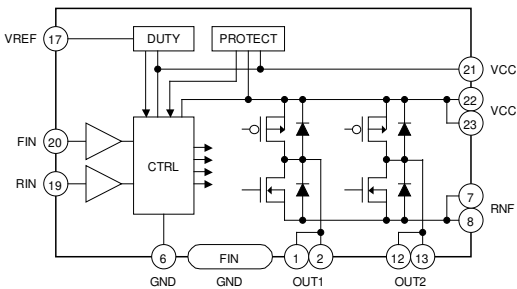 VREF 17 DUTY PROTECT
21 VCC
22 VCC
23
FIN 20
CTRL
RIN 19
7 RNF
8
6 FIN 1 2 12 13
GND GND OUT1 OUT2